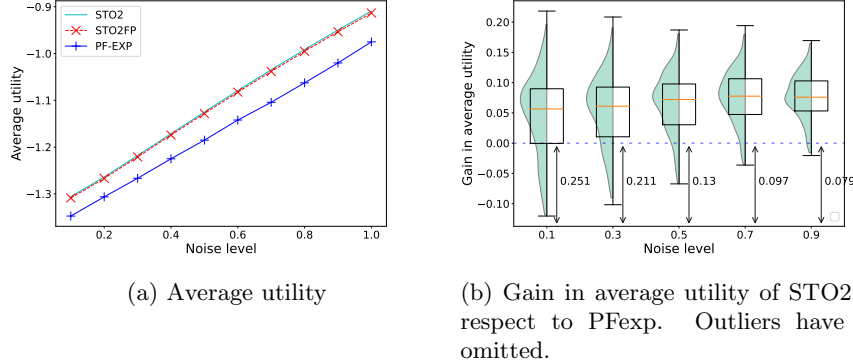 STO2
STO2FP
PF-EXP
−0.9
−1.0
−1.1
−1.2
−1.3
Average utility
0.2 0.4 0.6 0.8 1.0
Noise level
(a) Average utility
0.20
0.15
0.10
0.05
0.00
−0.05
−0.10
Gain in average utility
0.251 0.211 0.13 0.097 0.079
0.1 0.3 0.5 0.7 0.9
Noise level
(b) Gain in average utility of STO2
respect to PFexp. Outliers have
omitted.